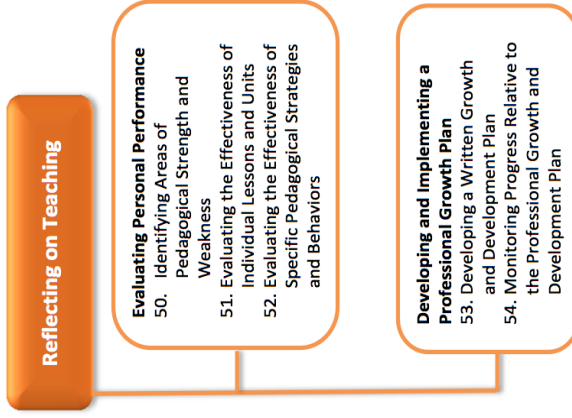 Reflecting on Teaching
Evaluating Personal Performance
50. Identifying Areas of
Pedagogical Strength and
Weakness
51. Evaluating the Effectiveness of
Individual Lessons and Units
52. Evaluating the Effectiveness of
Specific Pedagogical Strategies
and Behaviors
Developing and Implementing a
Professional Growth Plan
53. Developing a Written Growth
and Development Plan
54. Monitoring Progress Relative to
the Professional Growth and
Development Plan